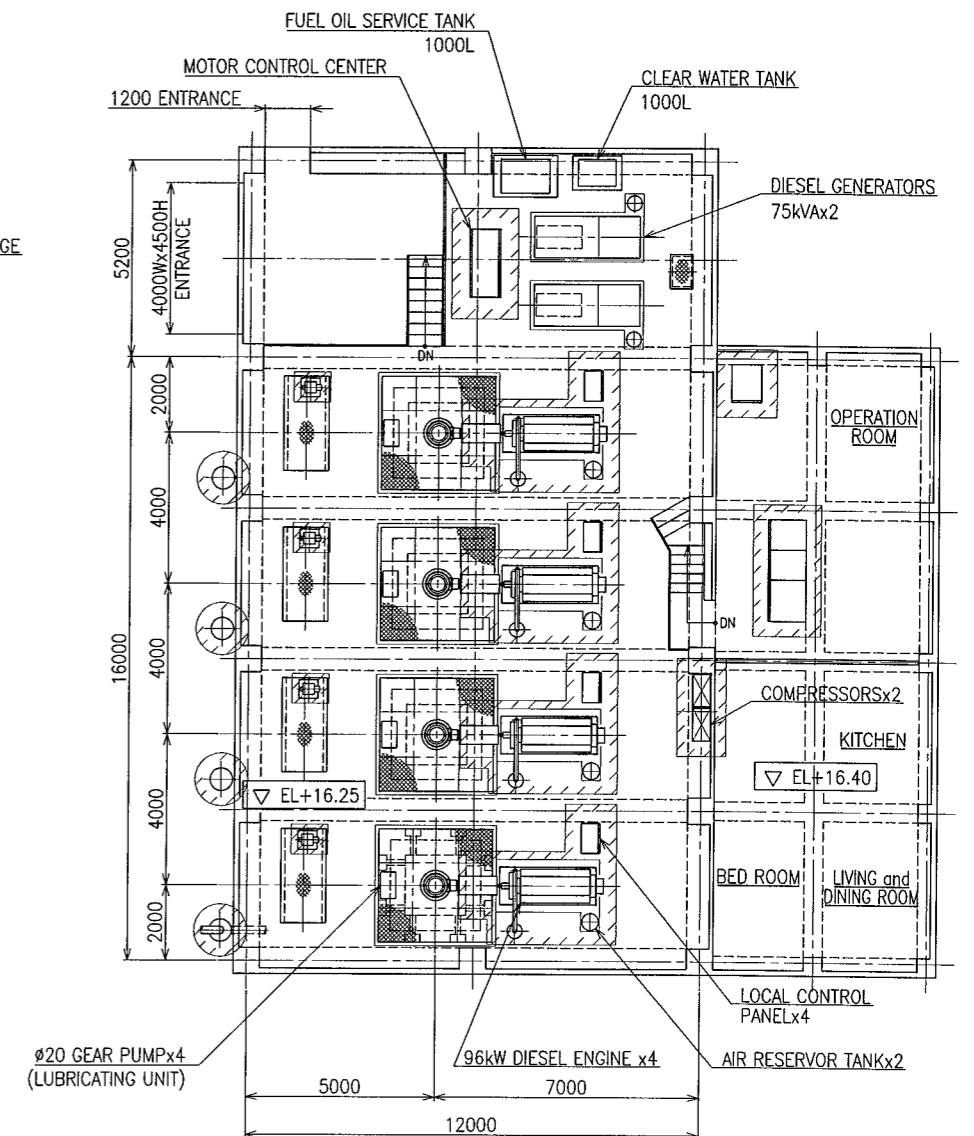 FUEL OIL SERVICE TANK
1000L
MOTOR CONTROL CENTER
CLEAR WATER TANK
1000L
1200 ENTRANCE
DIESEL GENERATORS
75kVAx2
GE
5200
4000Wx4500H
ENTRANCE
DN
2000
OPERATION
ROOM
4000
16000
4000
DN
COMPRESSORSx2
KITCHEN
EL+16.25
EL+16.40
4000
BED ROOM
LIVING and
DINING ROOM
2000
LOCAL CONTROL
PANELx4
ø20 GEAR PUMPx4
(LUBRICATING UNIT)
96kW DIESEL ENGINE x4
AIR RESERVOR TANKx2
5000
7000
12000